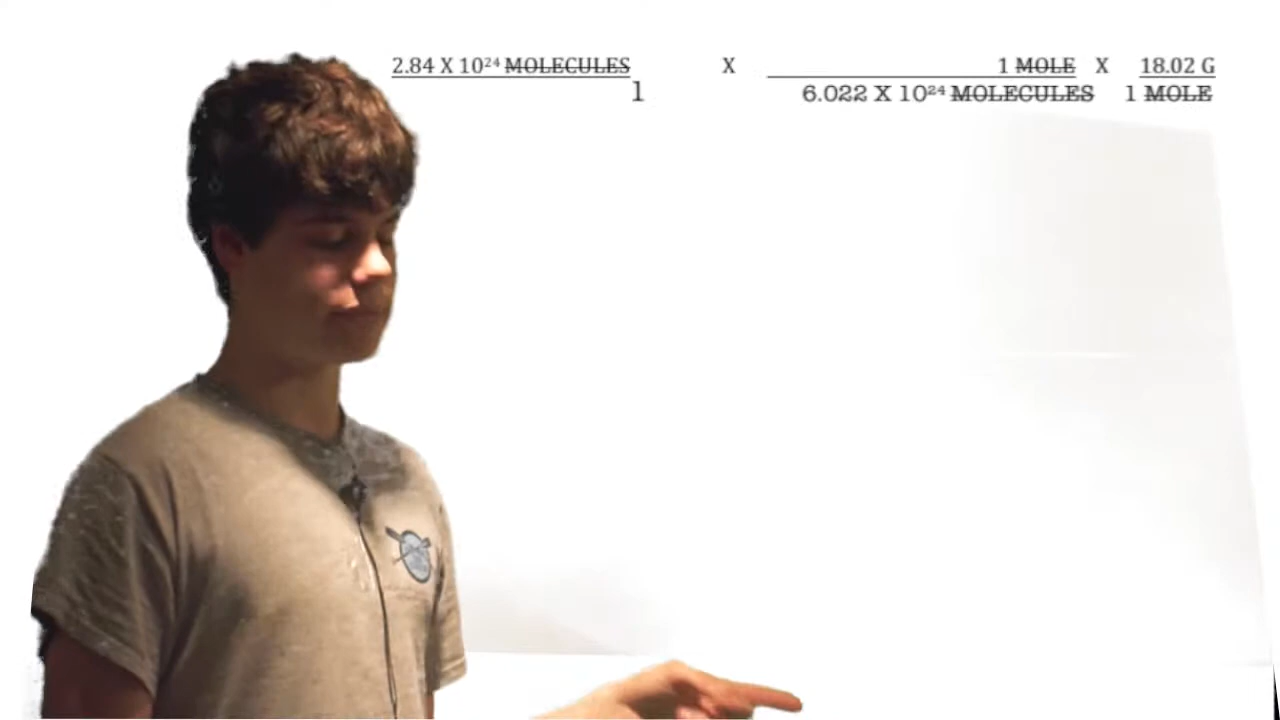 2.84 X 10²⁴ MOLECULES X 1 MOLE X 18.02 G
1 6.022 X 10²⁴ MOLECULES 1 MOLE